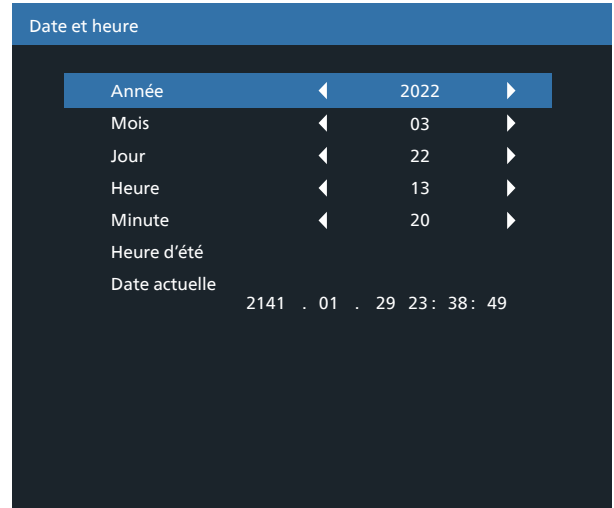 Date et heure
Année 2022
Mois 03
Jour 22
Heure 13
Minute 20
Heure d’été
Date actuelle
2141 . 01 . 29 23 : 38 : 49